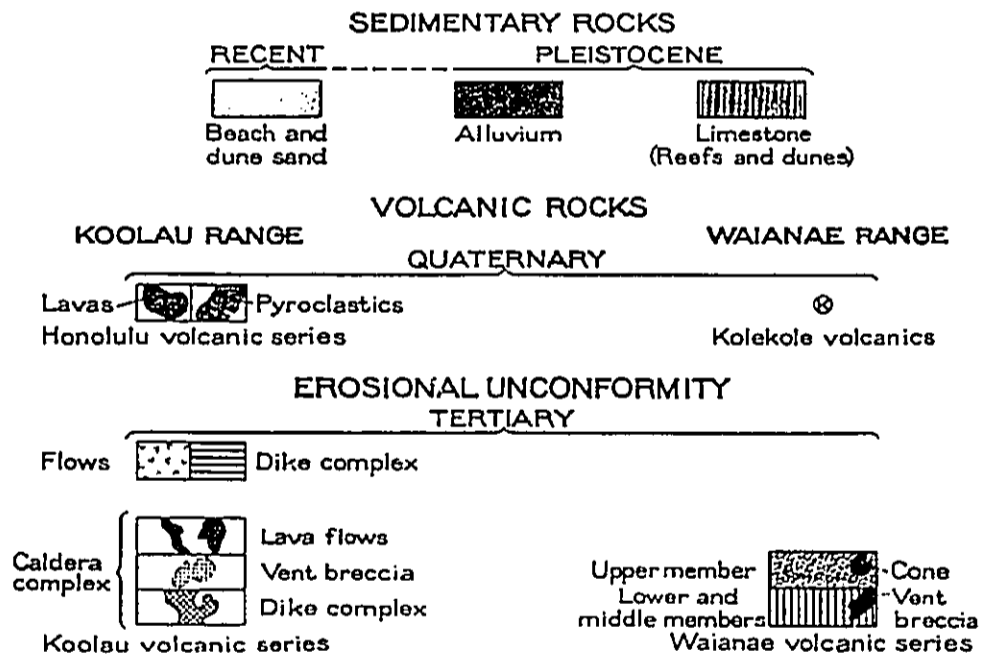 SEDIMENTARY ROCKS
RECENT PLEISTOCENE
Beach and dune sand
Alluvium
Limestone
(Reefs and dunes)
VOLCANIC ROCKS
KOOLAU RANGE WAIANAE RANGE
QUATERNARY
Lavas Pyroclastics
Honolulu volcanic series
Kolekole volcanics
EROSIONAL UNCONFORMITY
TERTIARY
Flows Dike complex
Caldera complex
Lava flows
Vent breccia
Dike complex
Koolau volcanic series
Upper member Cone
Lower and middle members Vent breccia
Waianae volcanic series